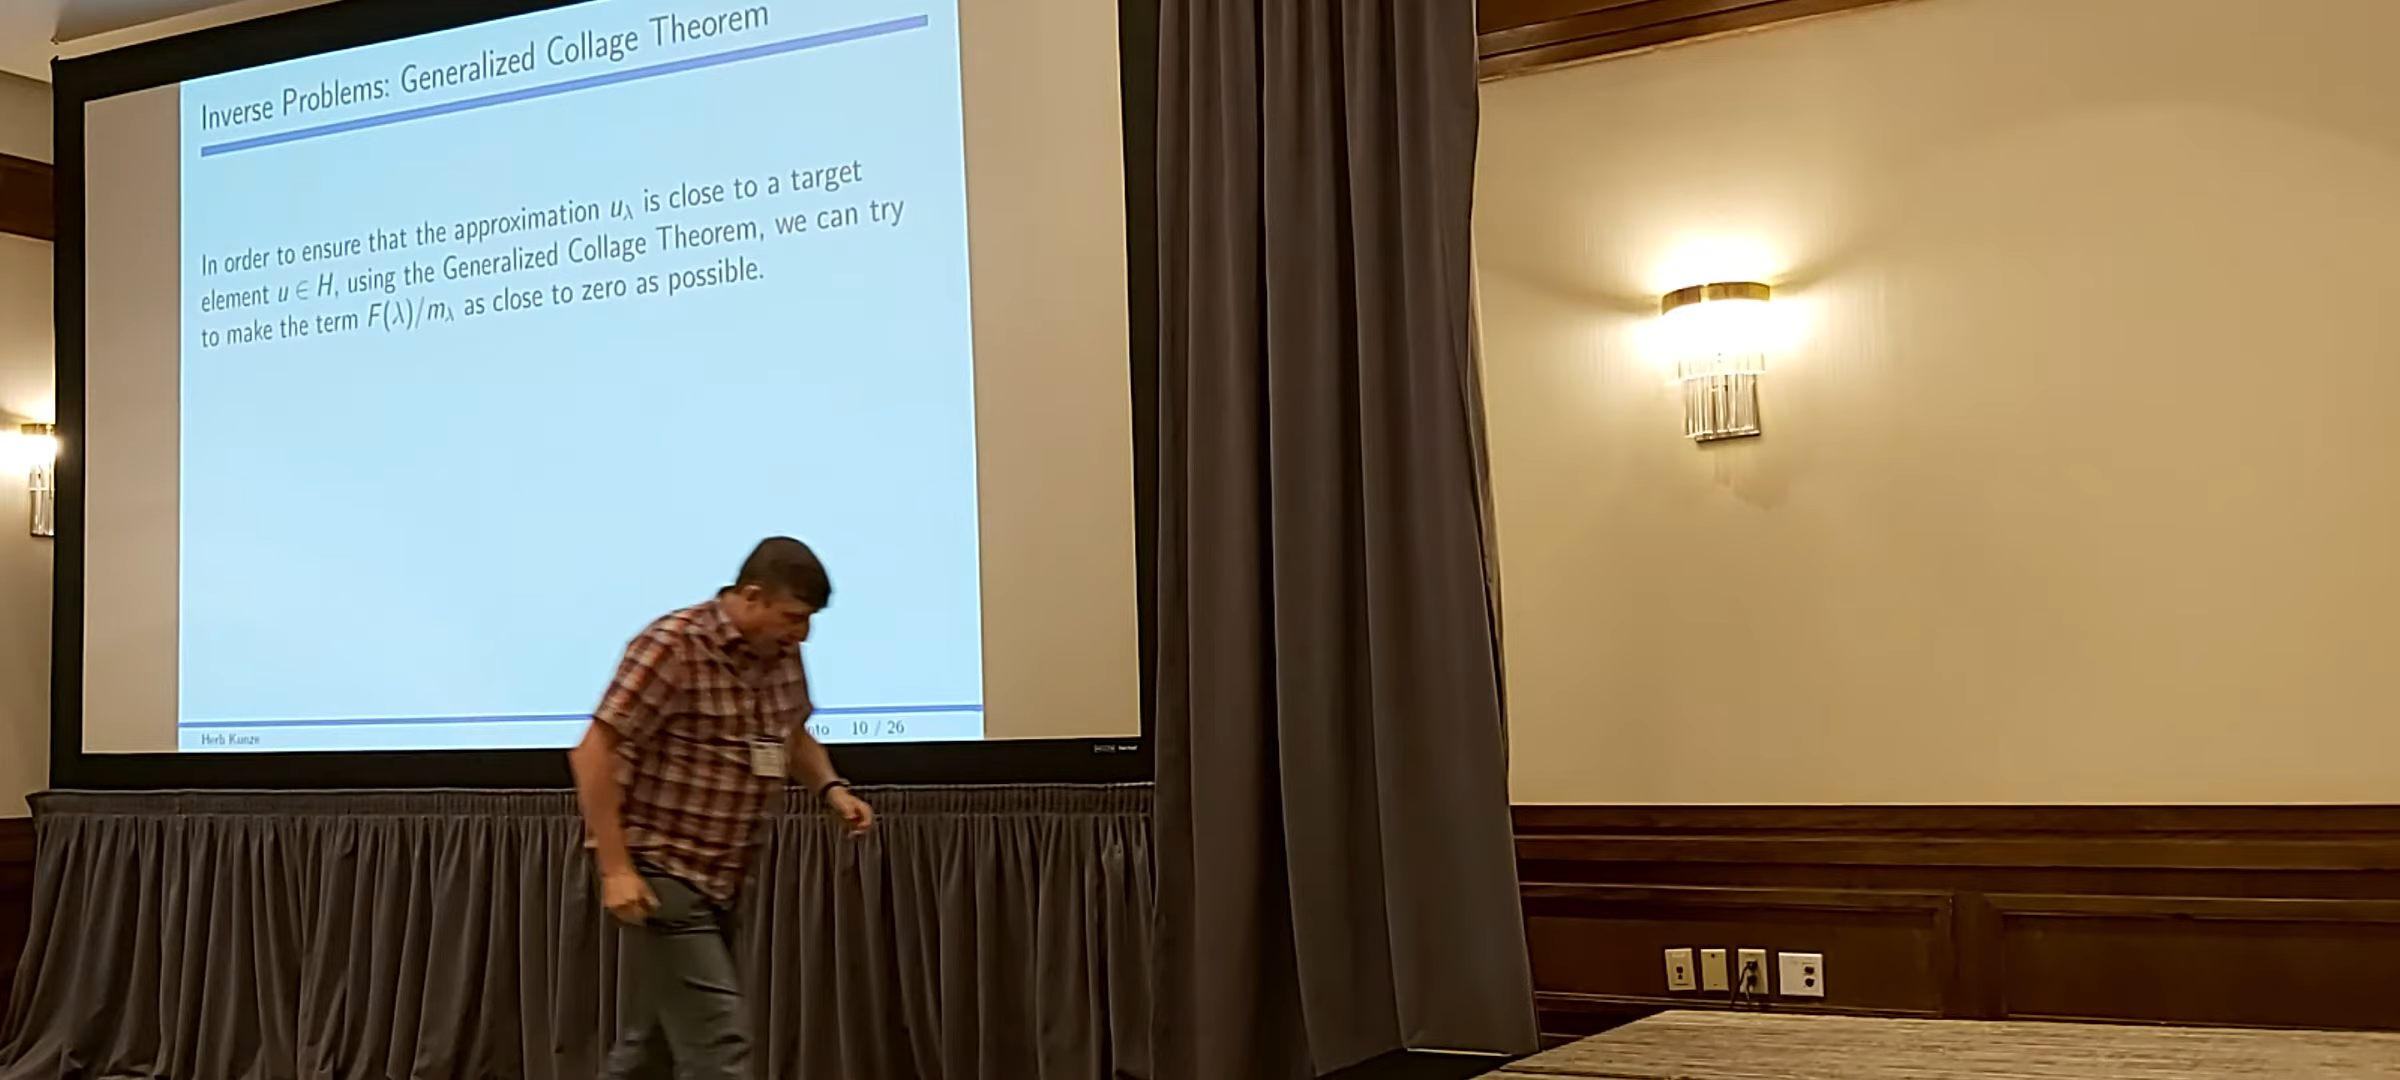 Inverse Problems: Generalized Collage Theorem
In order to ensure that the approximation uλ is close to a target
element u ∈ H, using the Generalized Collage Theorem, we can try
to make the term F(λ)/mλ as close to zero as possible.
Herb Kunze
10 / 26